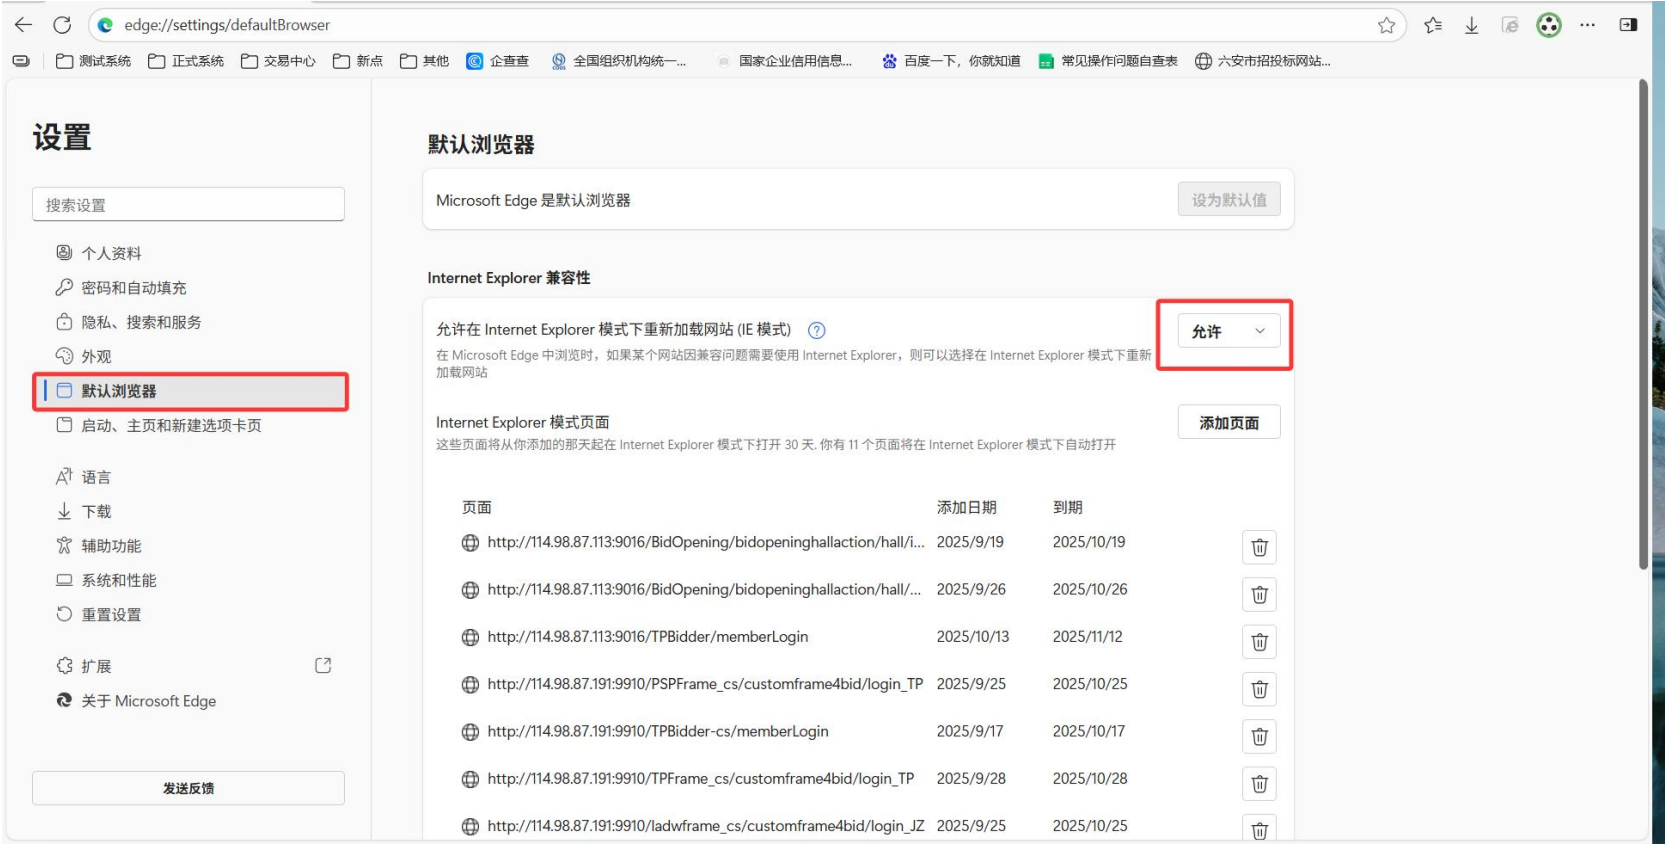 edge://settings/defaultBrowser
测试系统 正式系统 交易中心 新点 其他 企查查 全国组织机构统一... 国家企业信用信息... 百度一下，你就知道 常见操作问题自查表 六安市招投标网站...
设置
搜索设置
个人资料
密码和自动填充
隐私、搜索和服务
外观
默认浏览器
启动、主页和新建选项卡页
语言
下载
辅助功能
系统和性能
重置设置
扩展
关于 Microsoft Edge
发送反馈
默认浏览器
Microsoft Edge 是默认浏览器 设为默认值
Internet Explorer 兼容性
允许在 Internet Explorer 模式下重新加载网站 (IE 模式) 允许
在 Microsoft Edge 中浏览时，如果某个网站因兼容问题需要使用 Internet Explorer，则可以选择在 Internet Explorer 模式下重新
加载网站
Internet Explorer 模式页面 添加页面
这些页面将从你添加的那天起在 Internet Explorer 模式下打开 30 天. 你有 11 个页面将在 Internet Explorer 模式下自动打开
页面 添加日期 到期
http://114.98.87.113:9016/BidOpening/bidopeninghallaction/hall/i... 2025/9/19 2025/10/19
http://114.98.87.113:9016/BidOpening/bidopeninghallaction/hall/... 2025/9/26 2025/10/26
http://114.98.87.113:9016/TPBidder/memberLogin 2025/10/13 2025/11/12
http://114.98.87.191:9910/PSPFrame_cs/customframe4bid/login_TP 2025/9/25 2025/10/25
http://114.98.87.191:9910/TPBidder-cs/memberLogin 2025/9/17 2025/10/17
http://114.98.87.191:9910/TPFrame_cs/customframe4bid/login_TP 2025/9/28 2025/10/28
http://114.98.87.191:9910/ladwframe_cs/customframe4bid/login_JZ 2025/9/25 2025/10/25